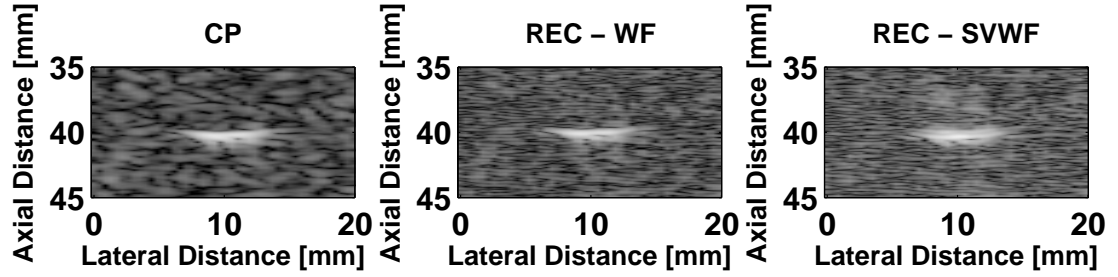 CP
REC – WF
REC – SVWF
Axial Distance [mm]
35
40
45
0 10 20
Lateral Distance [mm]
Axial Distance [mm]
35
40
45
0 10 20
Lateral Distance [mm]
Axial Distance [mm]
35
40
45
0 10 20
Lateral Distance [mm]